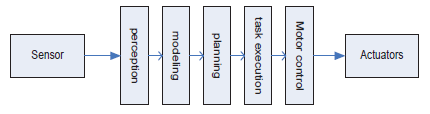 Sensor
perception
modeling
planning
task execution
Motor control
Actuators